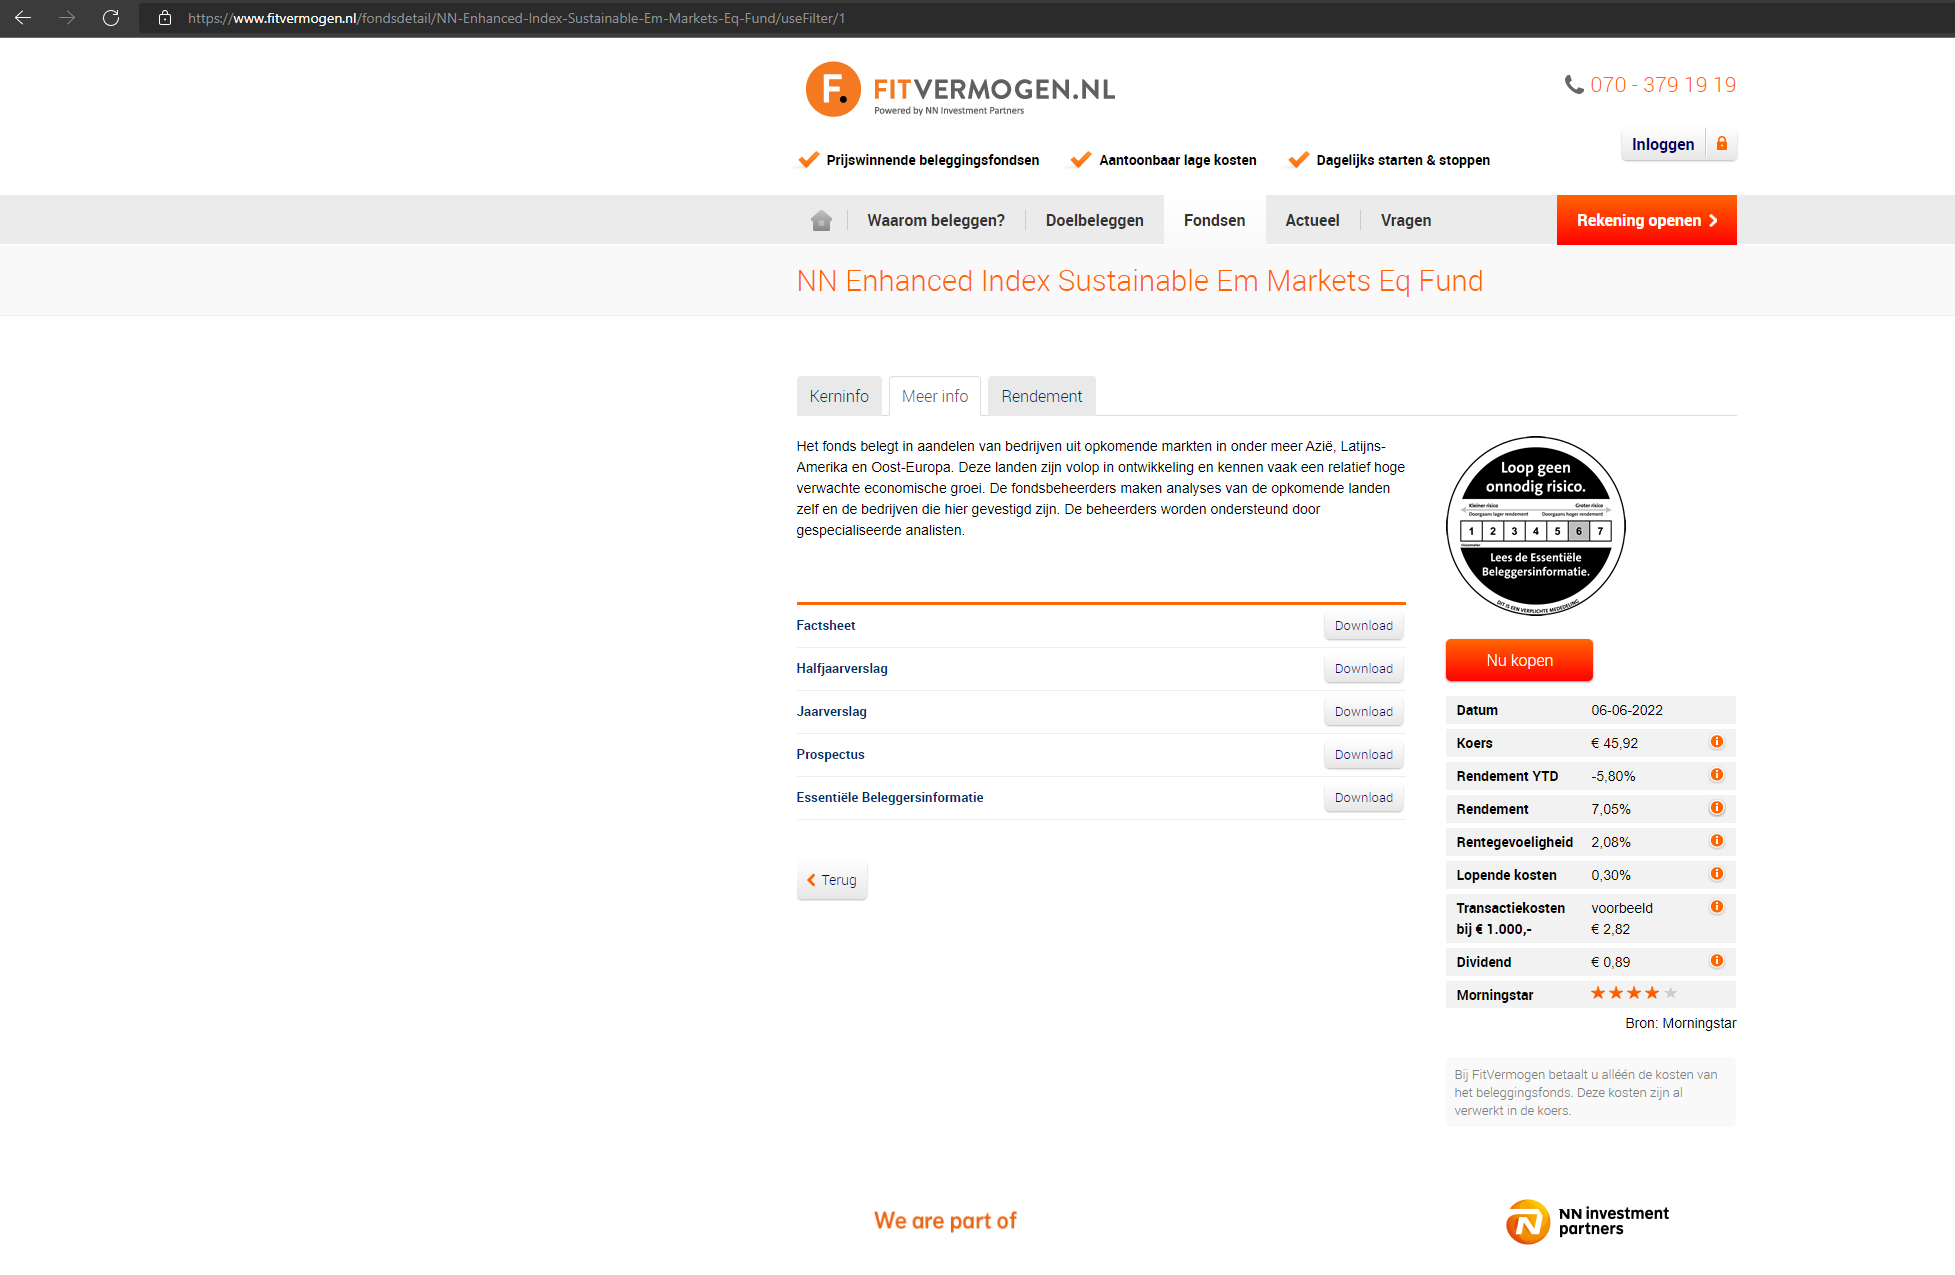 https://www.fitvermogen.nl/fondsdetail/NN-Enhanced-Index-Sustainable-Em-Markets-Eq-Fund/useFilter/1
F.
FITVERMOGEN.NL
Powered by NN Investment Partners
070 - 379 19 19
Inloggen
Prijswinnende beleggingsfondsen
Aantoonbaar lage kosten
Dagelijks starten & stoppen
Waarom beleggen?
Doelbeleggen
Fondsen
Actueel
Vragen
Rekening openen
NN Enhanced Index Sustainable Em Markets Eq Fund
Kerninfo
Meer info
Rendement
Het fonds belegt in aandelen van bedrijven uit opkomende markten in onder meer Azië, Latijns-
Amerika en Oost-Europa. Deze landen zijn volop in ontwikkeling en kennen vaak een relatief hoge
verwachte economische groei. De fondsbeheerders maken analyses van de opkomende landen
zelf en de bedrijven die hier gevestigd zijn. De beheerders worden ondersteund door
gespecialiseerde analisten.
Factsheet Download
Halfjaarverslag Download
Jaarverslag Download
Prospectus Download
Essentiële Beleggersinformatie Download
Terug
Loop geen
onnodig risico.
Kleiner risico Groter risico
Doorgaans lager rendement Doorgaans hoger rendement
1 2 3 4 5 6 7
Risicometer
Lees de Essentiële
Beleggersinformatie.
DIT IS EEN VERPLICHTE MEDEDELING
Nu kopen
Datum 06-06-2022
Koers € 45,92
Rendement YTD -5,80%
Rendement 7,05%
Rentegevoeligheid 2,08%
Lopende kosten 0,30%
Transactiekosten voorbeeld
bij € 1.000,- € 2,82
Dividend € 0,89
Morningstar
Bron: Morningstar
Bij FitVermogen betaalt u alléén de kosten van
het beleggingsfonds. Deze kosten zijn al
verwerkt in de koers.
We are part of
NN investment
partners